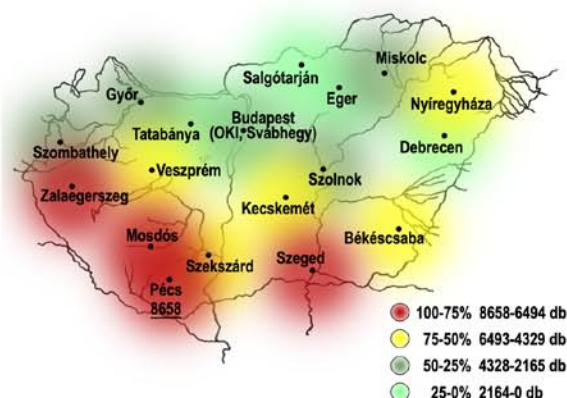 Miskolc
Salgótarján
Győr
Eger
Nyíregyháza
Tatabánya
Budapest
(OKI, Svábhegy)
Debrecen
Szombathely
Veszprém
Szolnok
Zalaegerszeg
Kecskemét
Mosdós
Békéscsaba
Szekszárd
Szeged
Pécs
8658
100-75% 8658-6494 db
75-50% 6493-4329 db
50-25% 4328-2165 db
25-0% 2164-0 db